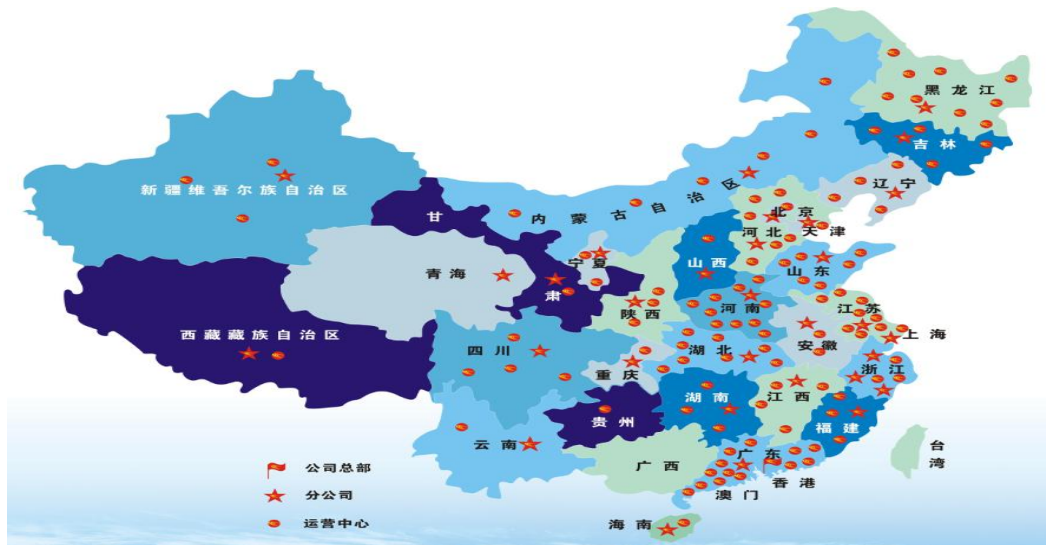 黑龙江
吉林
辽宁
新疆维吾尔族自治区
内蒙古自治区
甘
肃
北京
河北
天津
山西
山东
宁夏
青海
陕西
河南
江苏
西藏藏族自治区
四川
重庆
湖北
安徽
上海
浙江
湖南
江西
贵州
福建
云南
广西
广东
台湾
香港
澳门
海南
公司总部
分公司
运营中心